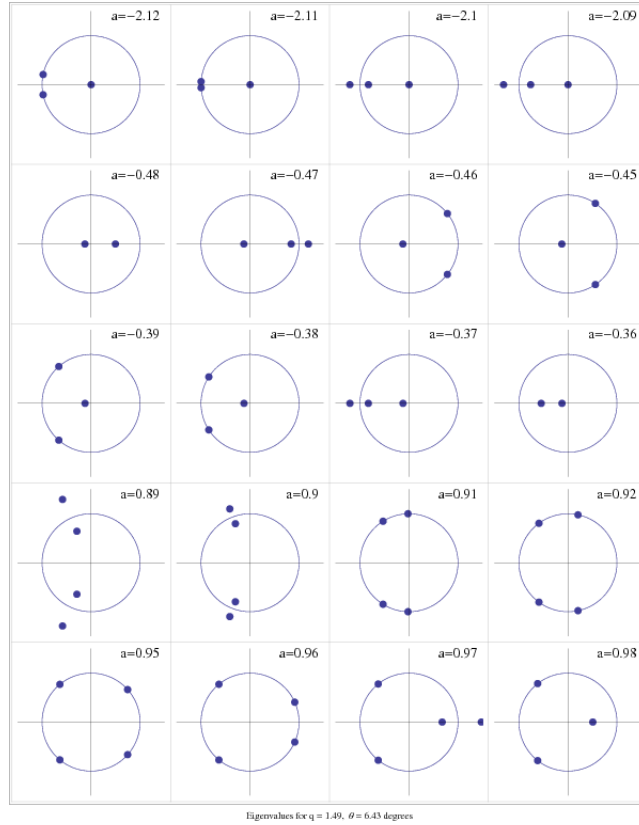 a=−2.12 a=−2.11 a=−2.1 a=−2.09
a=−0.48 a=−0.47 a=−0.46 a=−0.45
a=−0.39 a=−0.38 a=−0.37 a=−0.36
a=0.89 a=0.9 a=0.91 a=0.92
a=0.95 a=0.96 a=0.97 a=0.98
Eigenvalues for q = 1.49, θ = 6.43 degrees